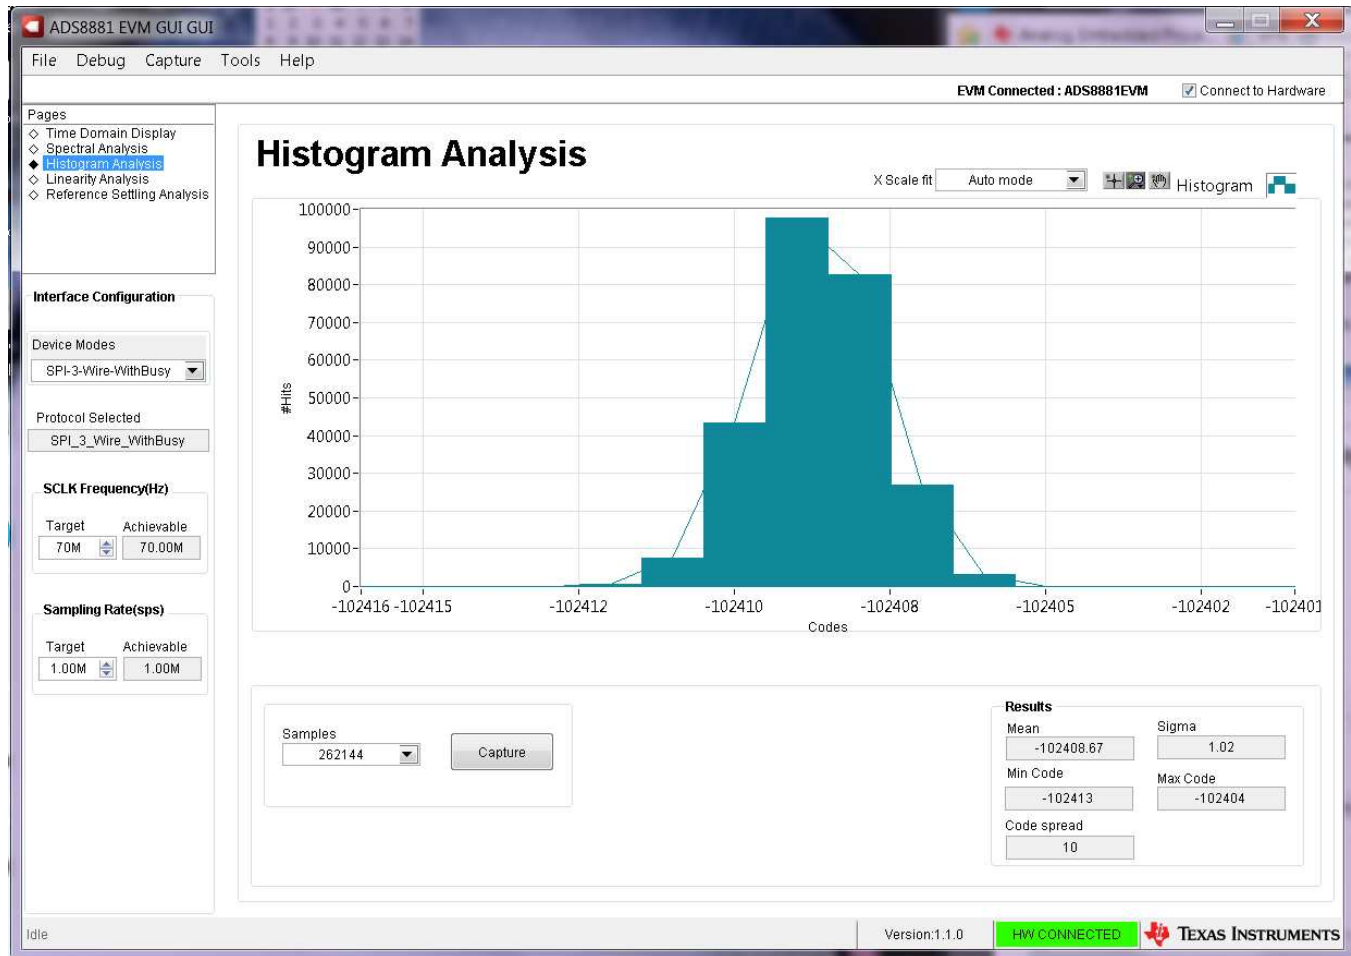 ADS8881 EVM GUI GUI
File Debug Capture Tools Help
EVM Connected : ADS8881EVM Connect to Hardware
Pages
Time Domain Display
Spectral Analysis
Histogram Analysis
Linearity Analysis
Reference Settling Analysis
Interface Configuration
Device Modes
SPI-3-Wire-WithBusy
Protocol Selected
SPI_3_Wire_WithBusy
SCLK Frequency(Hz)
Target Achievable
70M 70.00M
Sampling Rate(sps)
Target Achievable
1.00M 1.00M
Histogram Analysis
X Scale fit Auto mode Histogram
100000
90000
80000
70000
60000
50000
40000
30000
20000
10000
0
#Hits
-102416 -102415 -102412 -102410 -102408 -102405 -102402 -102401
Codes
Samples
262144 Capture
Results
Mean Sigma
-102408.67 1.02
Min Code Max Code
-102413 -102404
Code spread
10
Idle Version:1.1.0 HW CONNECTED TEXAS INSTRUMENTS